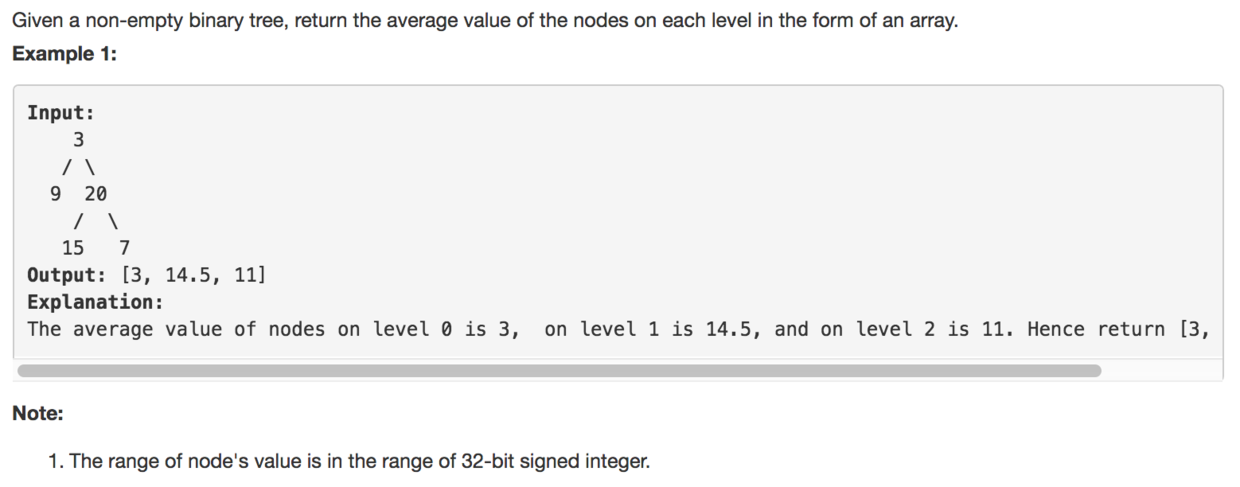 Given a non-empty binary tree, return the average value of the nodes on each level in the form of an array.
Example 1:
Input:
    3
   / \
  9  20
    /  \
   15   7
Output: [3, 14.5, 11]
Explanation:
The average value of nodes on level 0 is 3,  on level 1 is 14.5, and on level 2 is 11. Hence return [3,
Note:
1. The range of node's value is in the range of 32-bit signed integer.